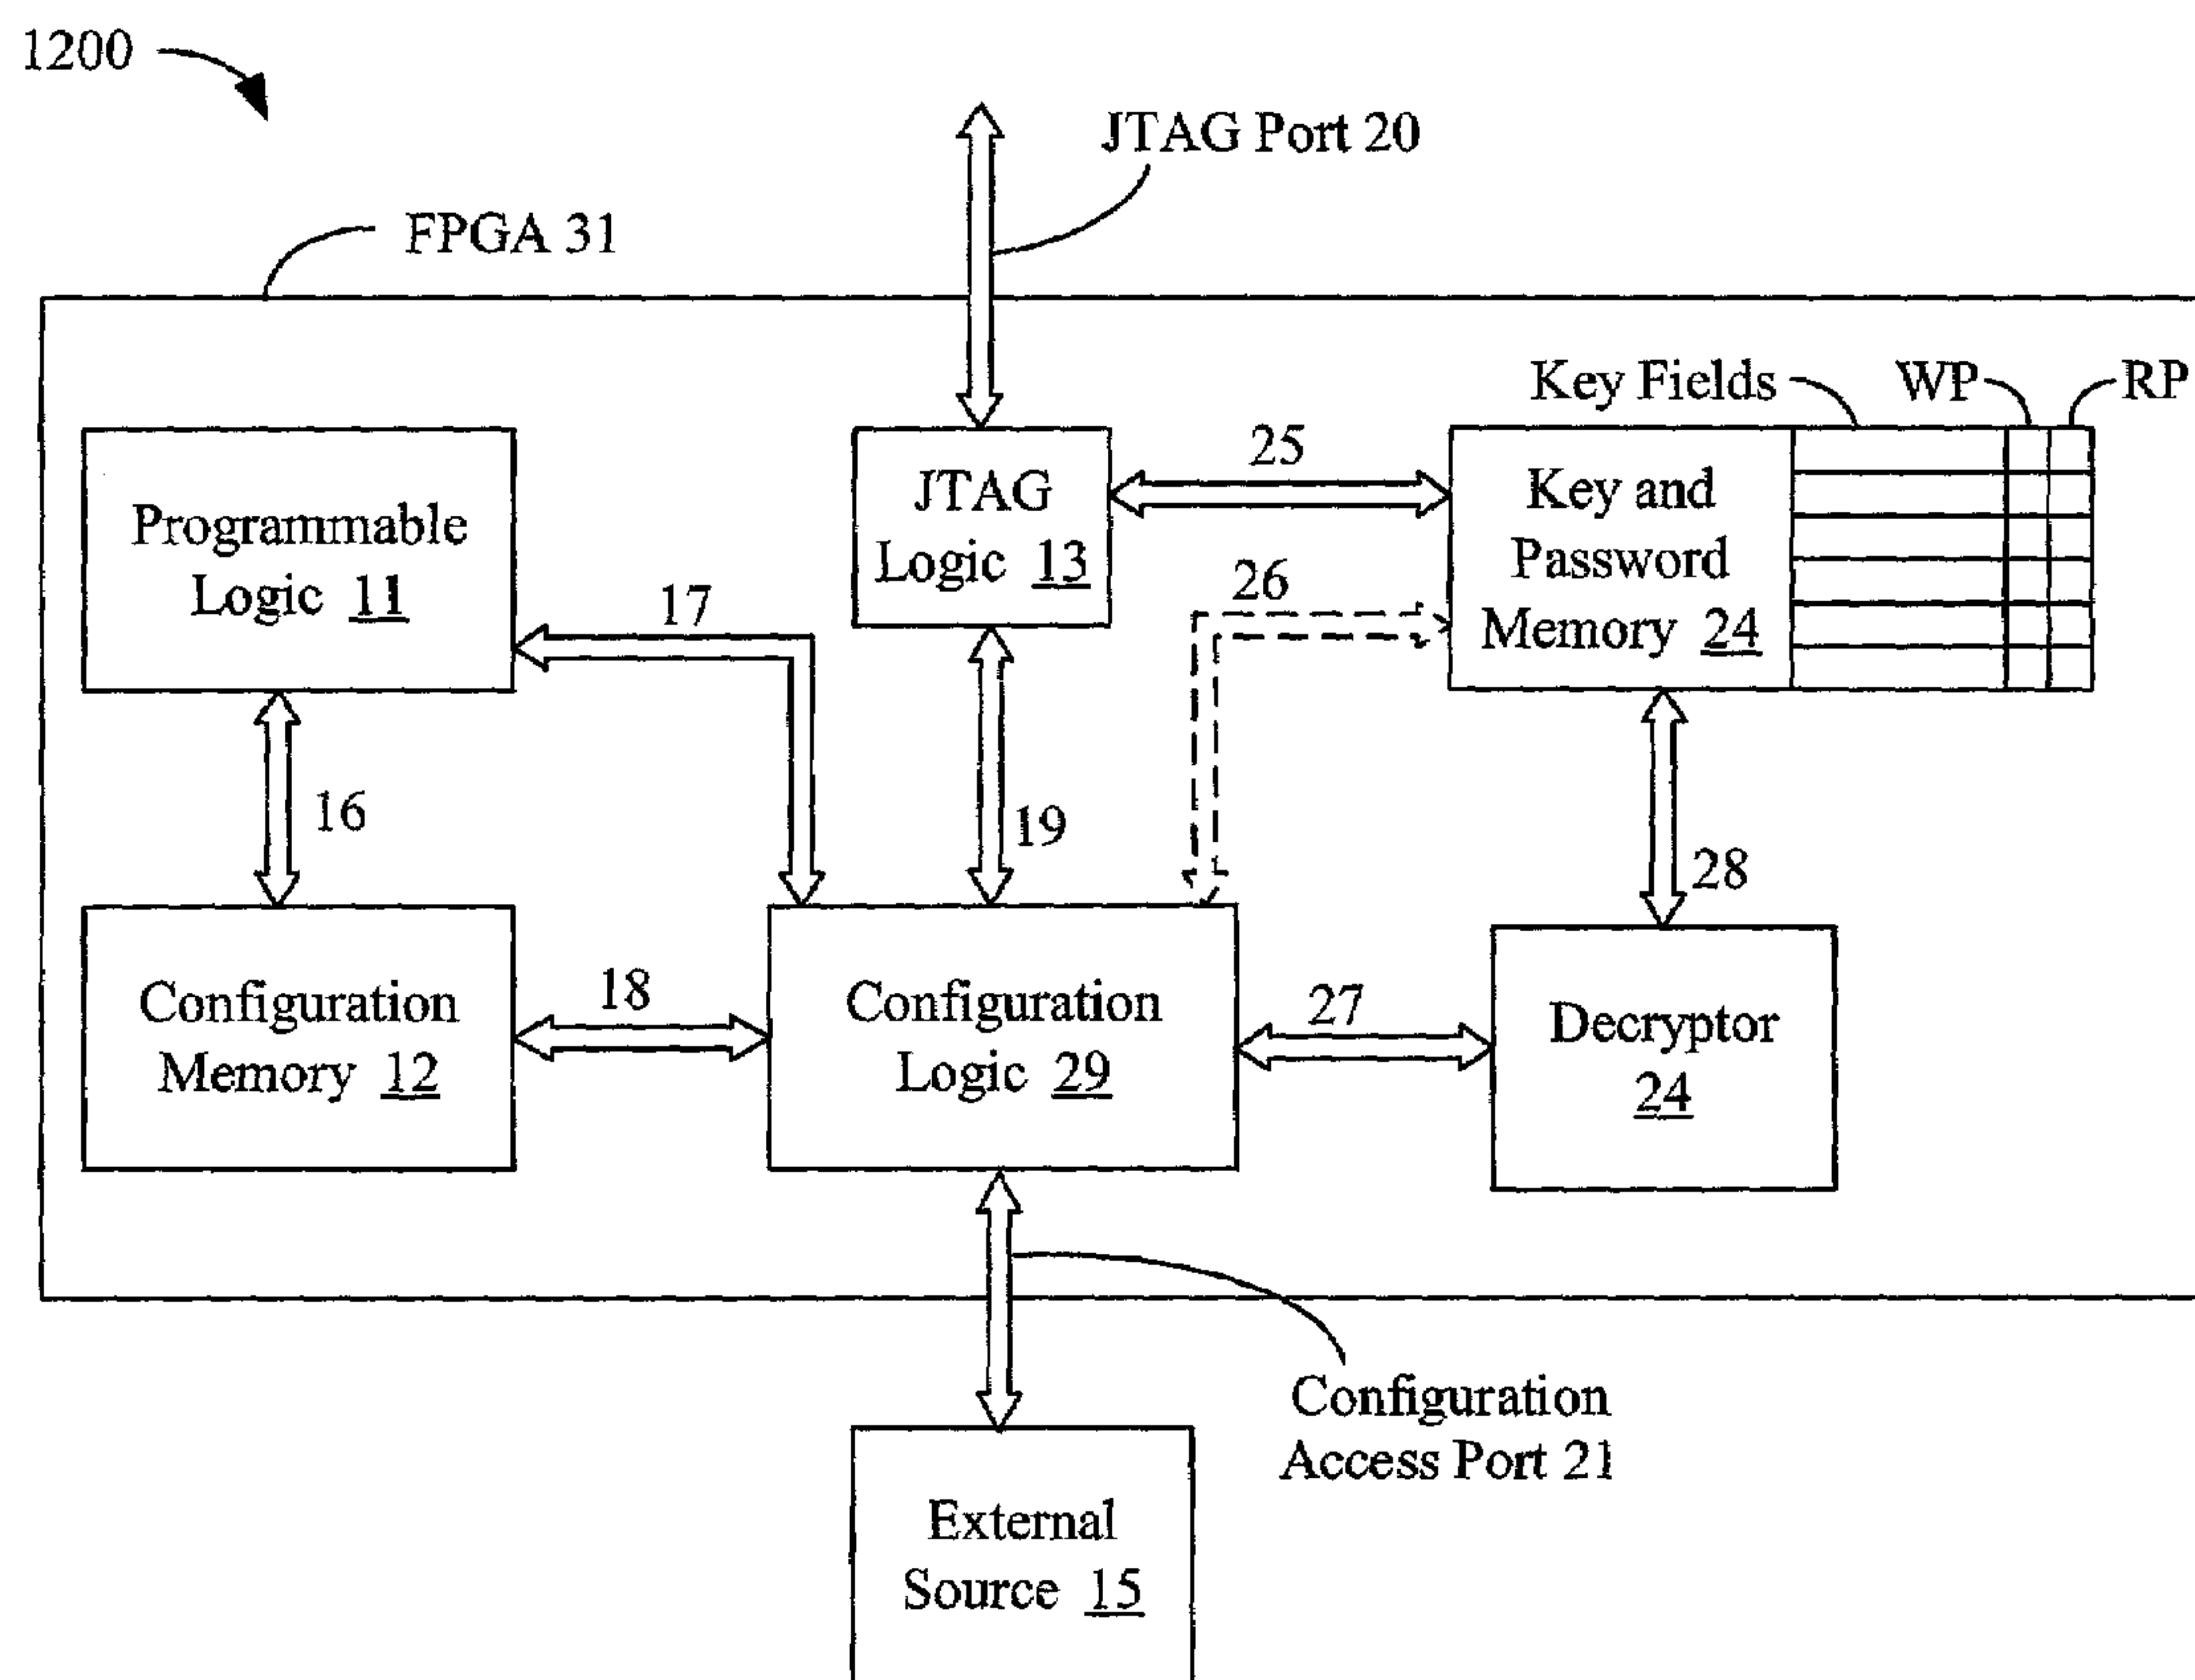 1200
JTAG Port 20
FPGA 31
Key Fields WP RP
Programmable
Logic 11
JTAG
Logic 13
25
Key and
Password
Memory 24
17
26
16
19
28
Configuration
Memory 12
18
Configuration
Logic 29
27
Decryptor
24
Configuration
Access Port 21
External
Source 15